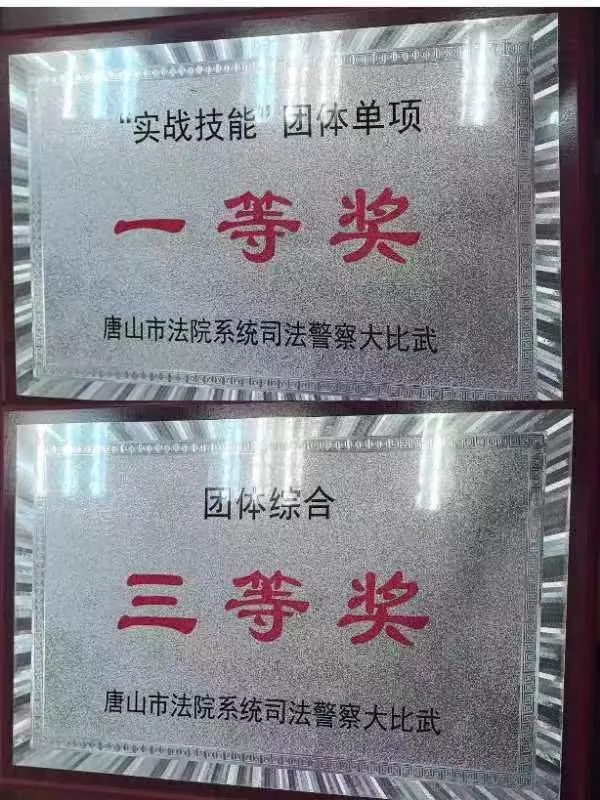 “实战技能”团体单项
一等奖
唐山市法院系统司法警察大比武
团体综合
三等奖
唐山市法院系统司法警察大比武